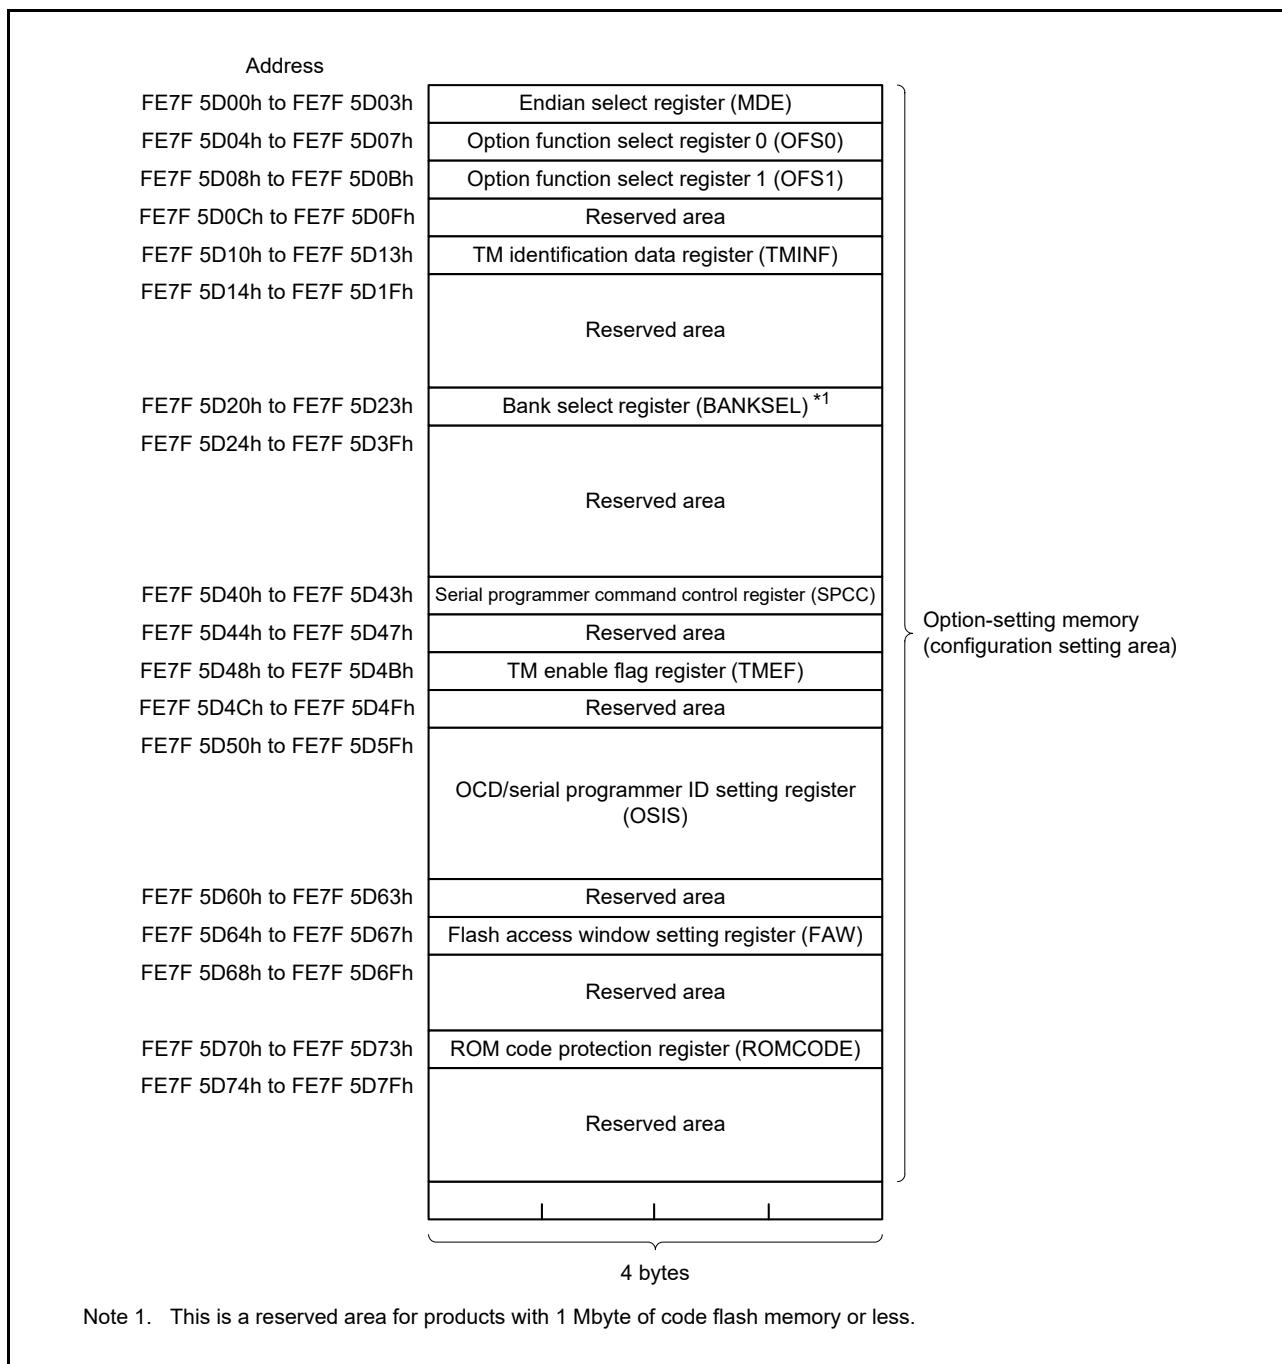 Address
FE7F 5D00h to FE7F 5D03h Endian select register (MDE)
FE7F 5D04h to FE7F 5D07h Option function select register 0 (OFS0)
FE7F 5D08h to FE7F 5D0Bh Option function select register 1 (OFS1)
FE7F 5D0Ch to FE7F 5D0Fh Reserved area
FE7F 5D10h to FE7F 5D13h TM identification data register (TMINF)
FE7F 5D14h to FE7F 5D1Fh
Reserved area
FE7F 5D20h to FE7F 5D23h Bank select register (BANKSEL) *1
FE7F 5D24h to FE7F 5D3Fh
Reserved area
FE7F 5D40h to FE7F 5D43h Serial programmer command control register (SPCC)
FE7F 5D44h to FE7F 5D47h Reserved area
FE7F 5D48h to FE7F 5D4Bh TM enable flag register (TMEF)
FE7F 5D4Ch to FE7F 5D4Fh Reserved area
FE7F 5D50h to FE7F 5D5Fh
OCD/serial programmer ID setting register
(OSIS)
FE7F 5D60h to FE7F 5D63h Reserved area
FE7F 5D64h to FE7F 5D67h Flash access window setting register (FAW)
FE7F 5D68h to FE7F 5D6Fh
Reserved area
FE7F 5D70h to FE7F 5D73h ROM code protection register (ROMCODE)
FE7F 5D74h to FE7F 5D7Fh
Reserved area
Option-setting memory
(configuration setting area)
4 bytes
Note 1. This is a reserved area for products with 1 Mbyte of code flash memory or less.